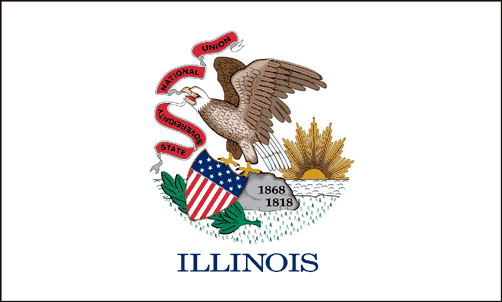 STATE
SOVEREIGNTY
NATIONAL
UNION
1868
1818
ILLINOIS